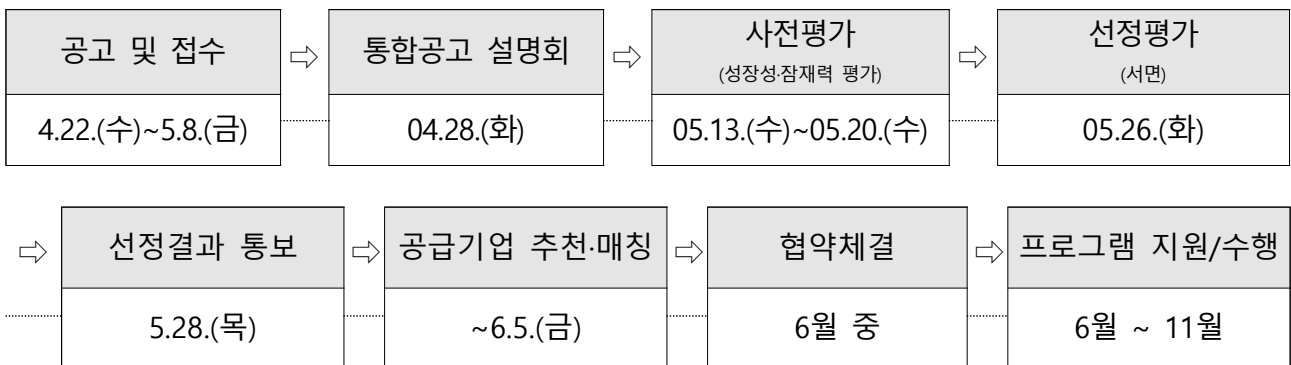 공고 및 접수 ⇨ 통합공고 설명회 ⇨ 사전평가 ⇨ 선정평가
(성장성·잠재력 평가) (서면)
4.22.(수)~5.8.(금) 04.28.(화) 05.13.(수)~05.20.(수) 05.26.(화)
⇨ 선정결과 통보 ⇨ 공급기업 추천·매칭 ⇨ 협약체결 ⇨ 프로그램 지원/수행
5.28.(목) ~6.5.(금) 6월 중 6월 ~ 11월